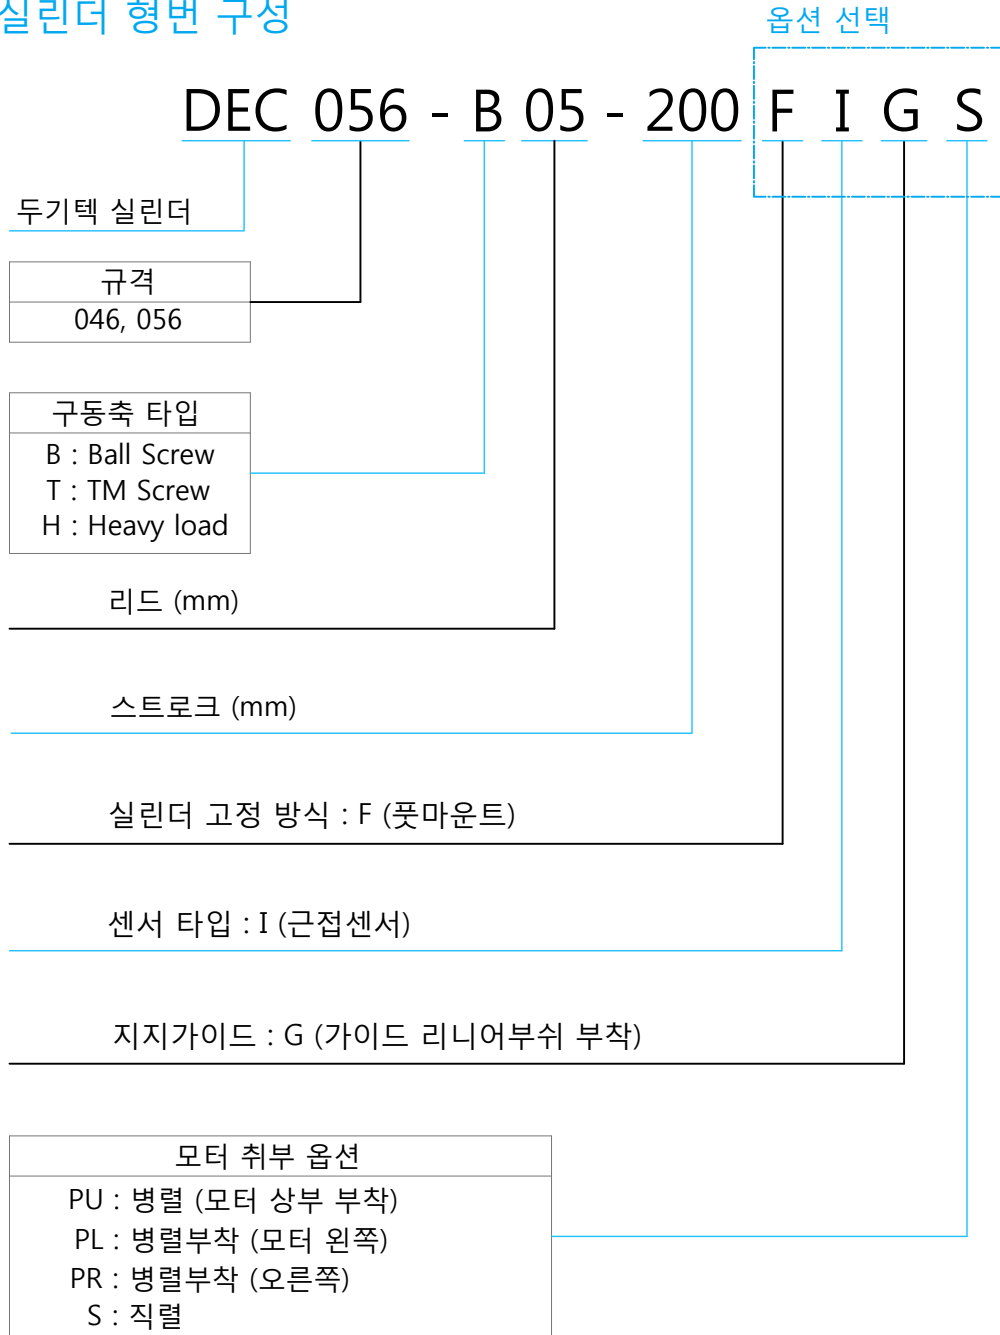 실린더 형번 구성
옵션 선택
DEC 056 - B 05 - 200 F I G S
두기텍 실린더
규격
046, 056
구동축 타입
B : Ball Screw
T : TM Screw
H : Heavy load
리드 (mm)
스트로크 (mm)
실린더 고정 방식 : F (풋마운트)
센서 타입 : I (근접센서)
지지가이드 : G (가이드 리니어부쉬 부착)
모터 취부 옵션
PU : 병렬 (모터 상부 부착)
PL : 병렬부착 (모터 왼쪽)
PR : 병렬부착 (오른쪽)
S : 직렬